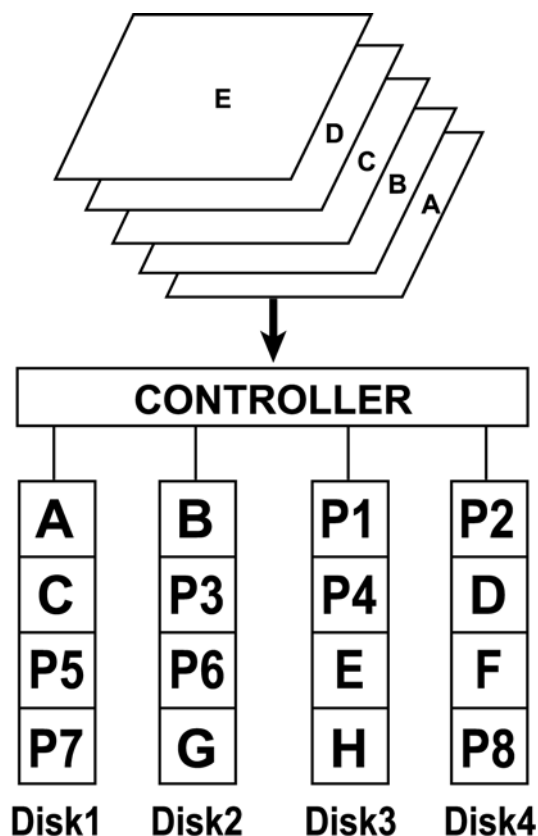 E
D
C
B
A
CONTROLLER
A B P1 P2
C P3 P4 D
P5 P6 E F
P7 G H P8
Disk1 Disk2 Disk3 Disk4